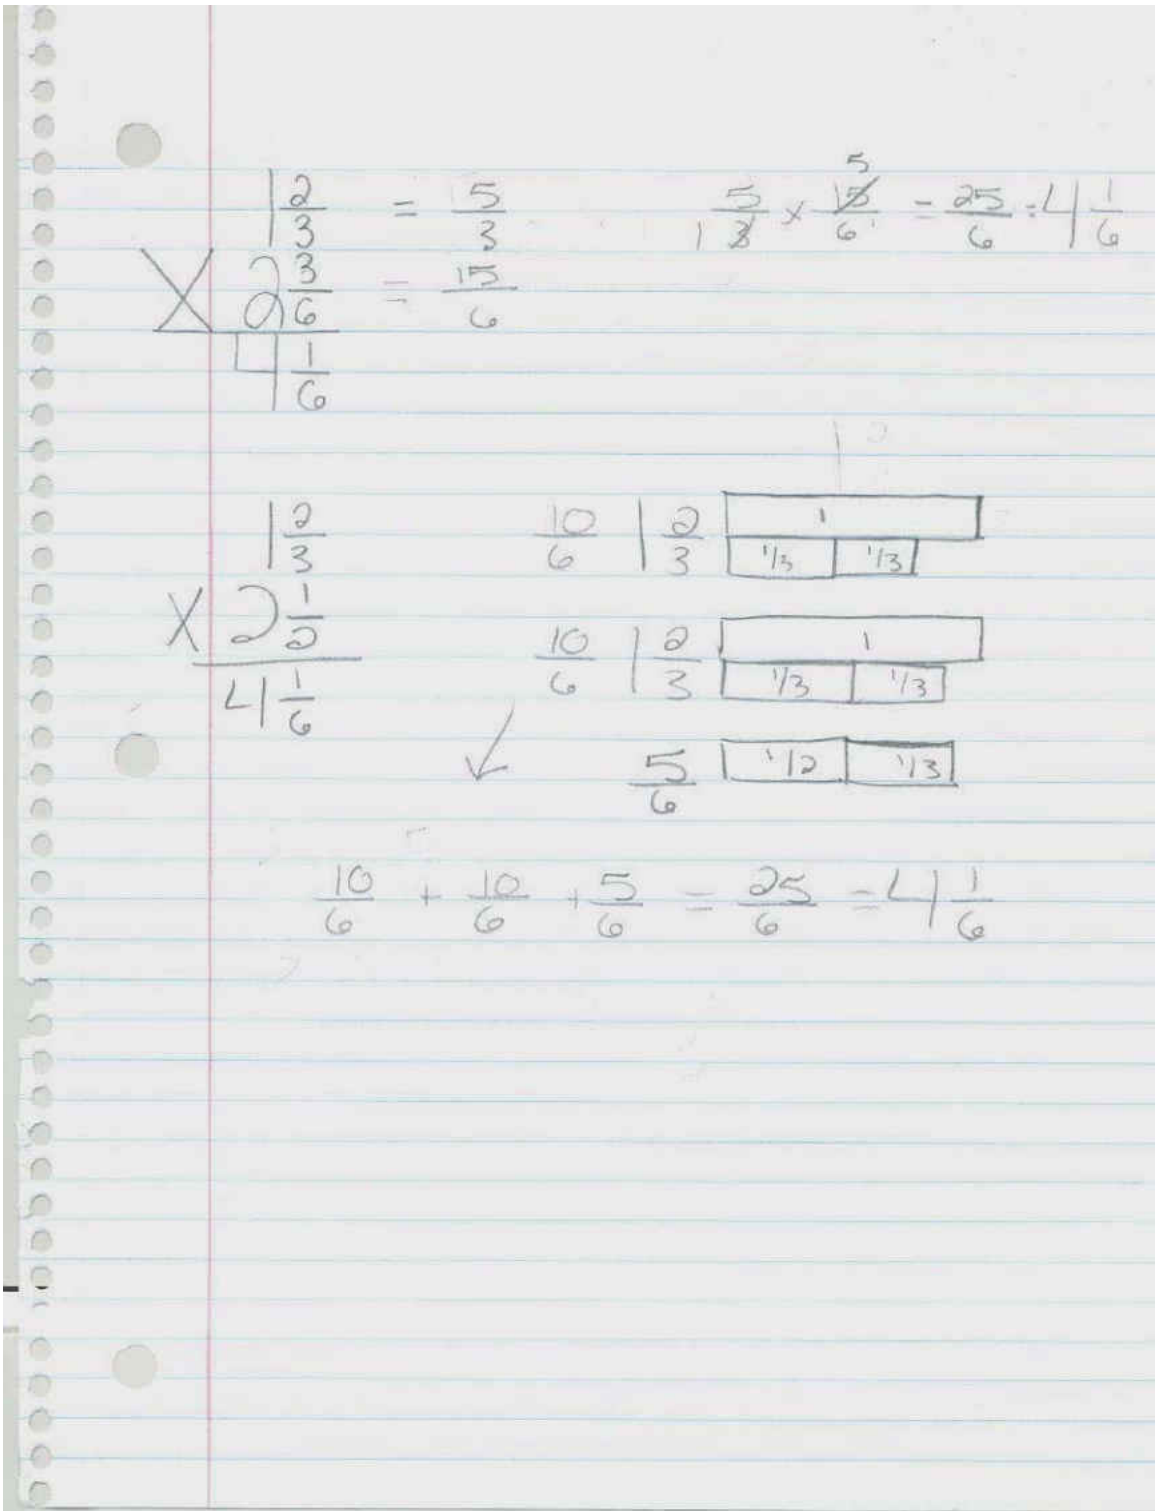 1 2/3 = 5/3
5/3 x 15/6 = 25/6 = 4 1/6
1 5 1
X 2 3/6 = 15/6
4 1/6
1 2/3
X 2 1/2
4 1/6
10/6 1 2/3 1
1/3 1/3
10/6 1 2/3 1
1/3 1/3
5/6 1/2 1/3
10/6 + 10/6 + 5/6 = 25/6 = 4 1/6